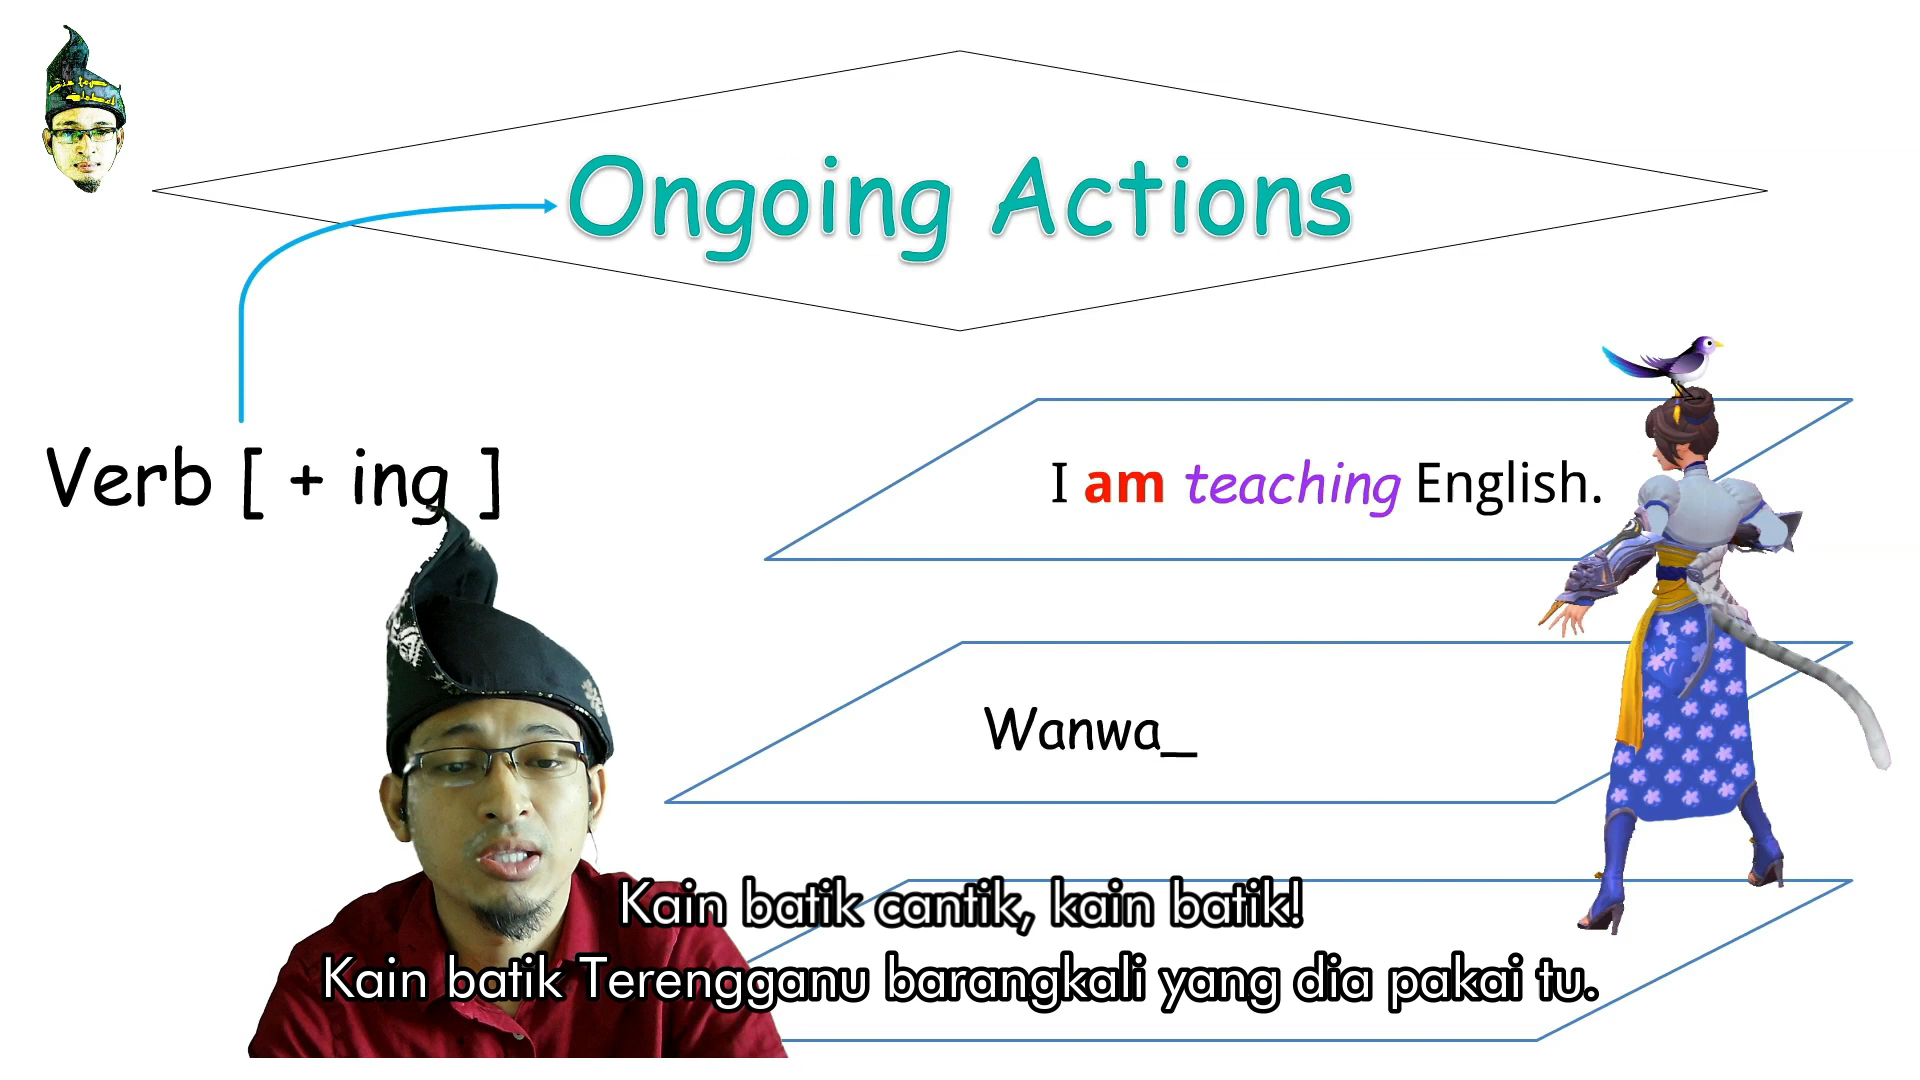 Ongoing Actions
Verb [ + ing ]
I am teaching English.
Wanwa_
Kain batik cantik, kain batik!
Kain batik Terengganu barangkali yang dia pakai tu.